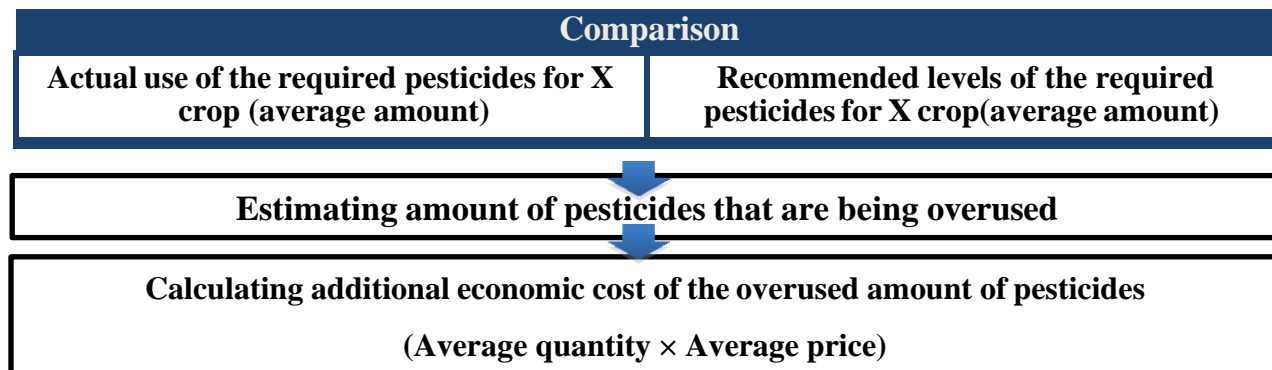 Comparison
Actual use of the required pesticides for X
crop (average amount)
Recommended levels of the required
pesticides for X crop(average amount)
Estimating amount of pesticides that are being overused
Calculating additional economic cost of the overused amount of pesticides
(Average quantity × Average price)